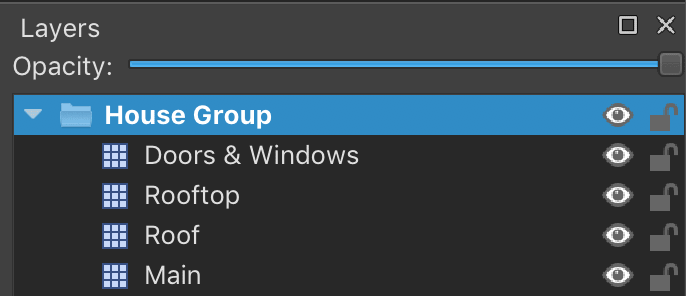 Layers
Opacity:
House Group
Doors & Windows
Rooftop
Roof
Main